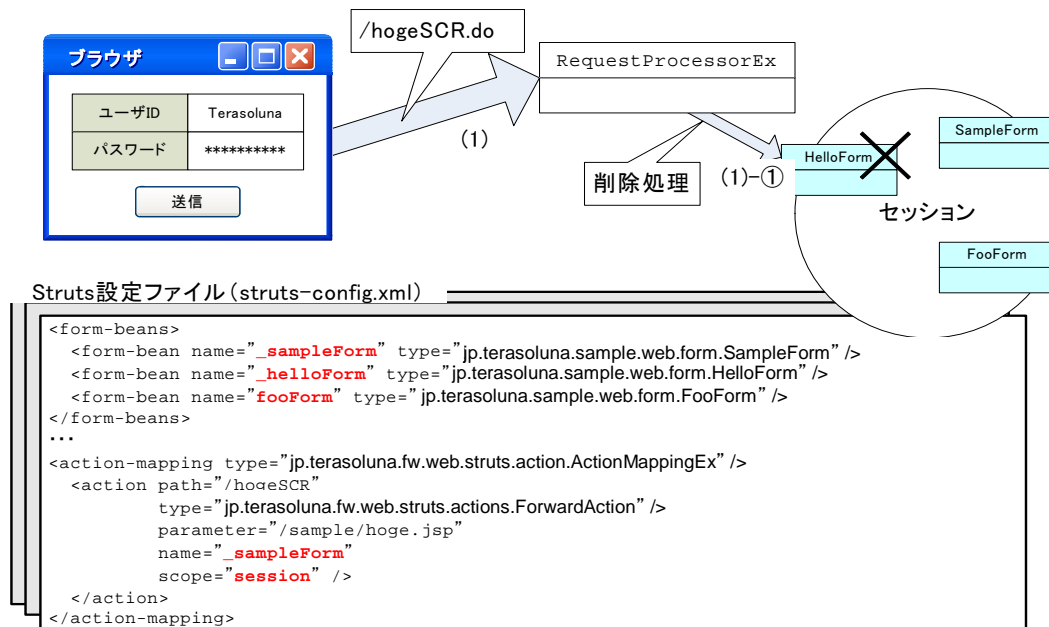 /hogeSCR.do
ブラウザ
RequestProcessorEx
ユーザID Terasoluna
パスワード **********
送信
(1)
削除処理
(1)-①
HelloForm
SampleForm
セッション
FooForm
Struts設定ファイル(struts-config.xml)
<form-beans>
<form-bean name="_sampleForm" type="jp.terasoluna.sample.web.form.SampleForm" />
<form-bean name="_helloForm" type="jp.terasoluna.sample.web.form.HelloForm" />
<form-bean name="fooForm" type="jp.terasoluna.sample.web.form.FooForm" />
</form-beans>
・・・
<action-mapping type="jp.terasoluna.fw.web.struts.action.ActionMappingEx" />
<action path="/hogeSCR"
type="jp.terasoluna.fw.web.struts.actions.ForwardAction" />
parameter="/sample/hoge.jsp"
name="_sampleForm"
scope="session" />
</action>
</action-mapping>